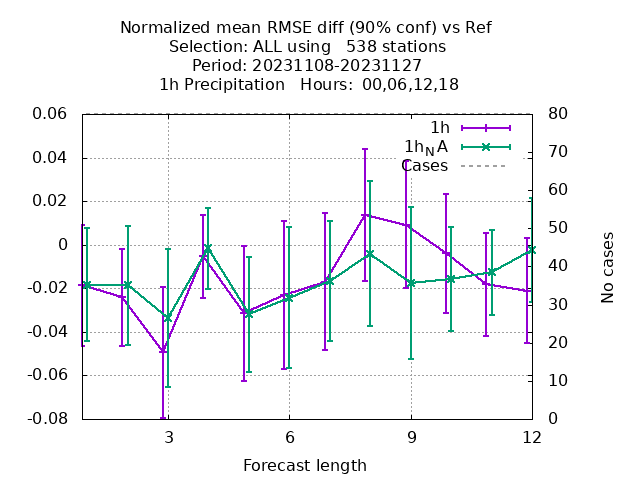 Normalized mean RMSE diff (90% conf) vs Ref
Selection: ALL using   538 stations
Period: 20231108-20231127
1h Precipitation   Hours:  00,06,12,18
0.06
0.04
0.02
0
-0.02
-0.04
-0.06
-0.08
80
70
60
50
40
30
20
10
0
1h
1h_NA
Cases
No cases
3
6
9
12
Forecast length